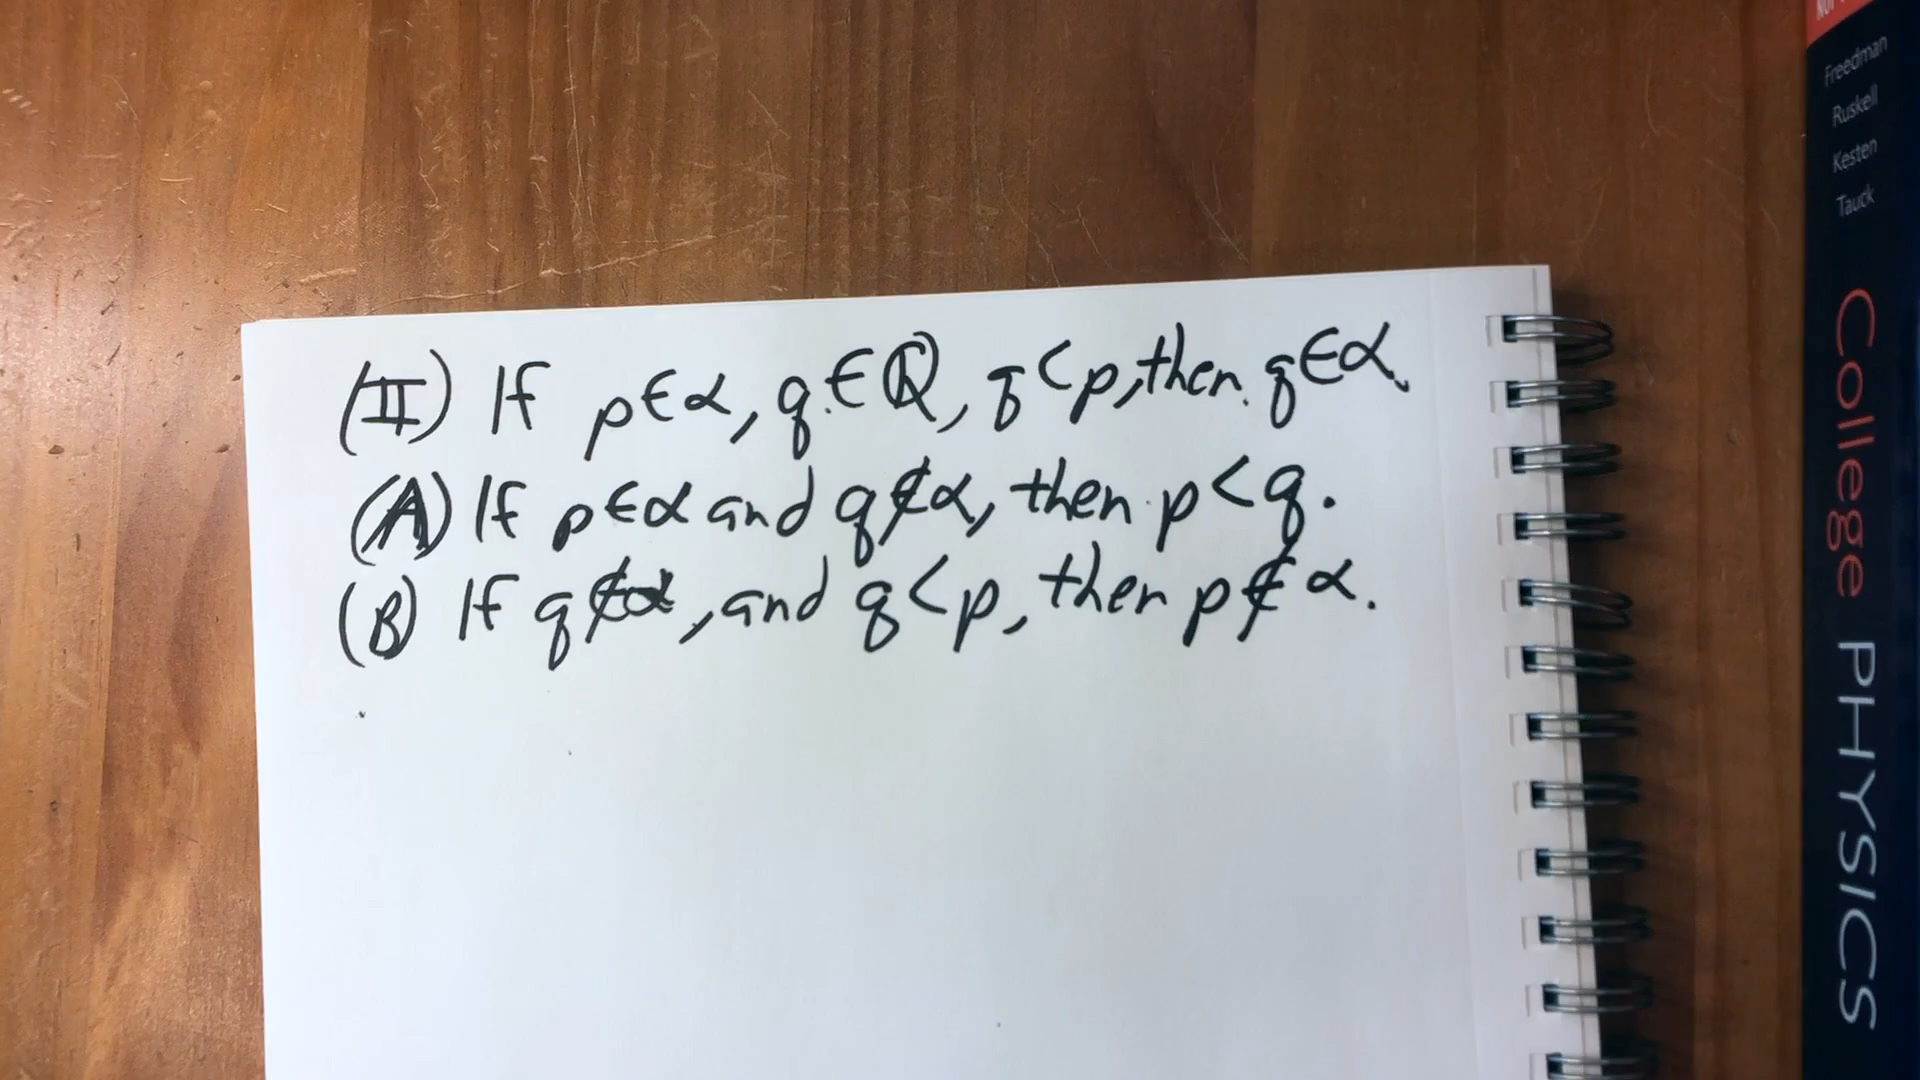 (II) If p∈α, q∈ℚ, q<p, then q∈α.
(A) If p∈α and q∉α, then p<q.
(B) If q∉α, and q<p, then p∉α.
Freedman
Ruskell
Kesten
Tauck
College PHYSICS